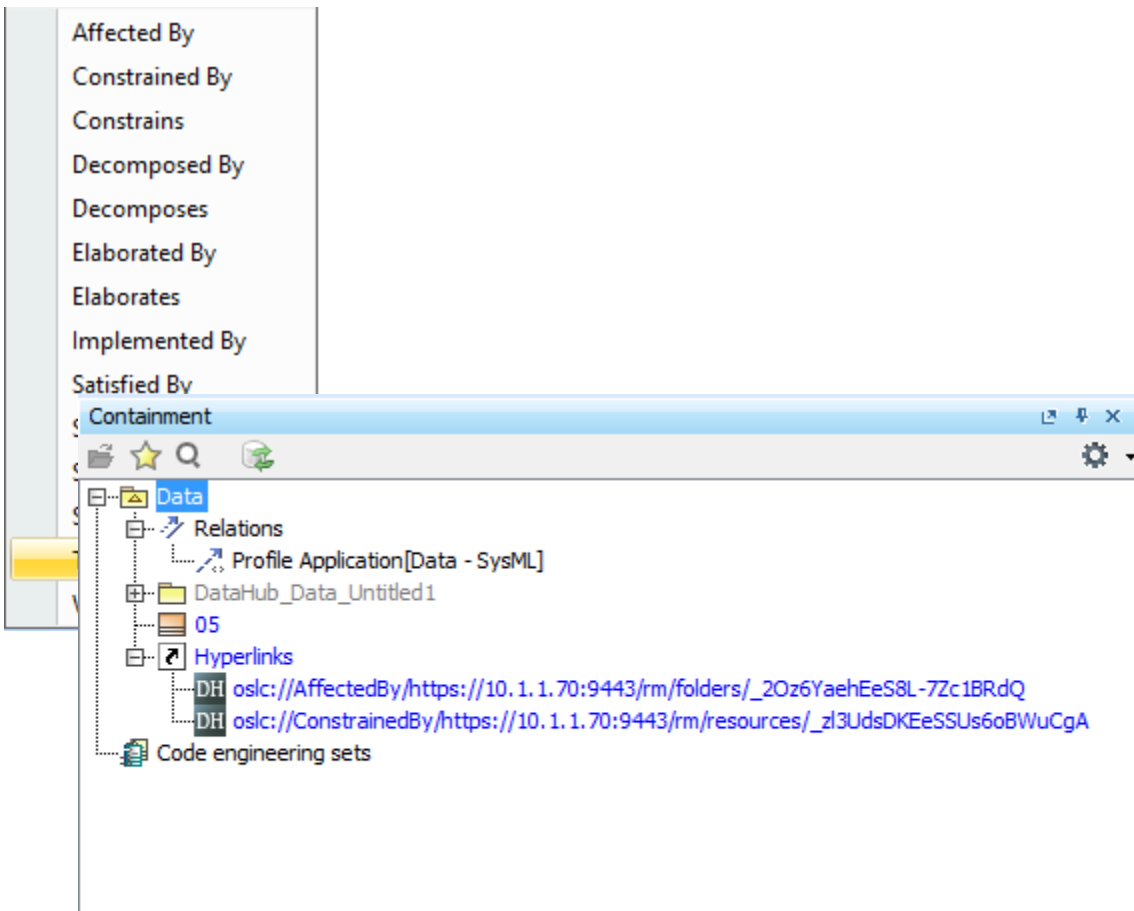 Affected By
Constrained By
Constrains
Decomposed By
Decomposes
Elaborated By
Elaborates
Implemented By
Satisfied By
Containment
Data
Relations
Profile Application[Data - SysML]
DataHub_Data_Untitled1
05
Hyperlinks
DH oslc://AffectedBy/https://10.1.1.70:9443/rm/folders/_2Oz6YaehEeS8L-7Zc1BRdQ
DH oslc://ConstrainedBy/https://10.1.1.70:9443/rm/resources/_zl3UdsDKEeSSUs6oBWuCgA
Code engineering sets